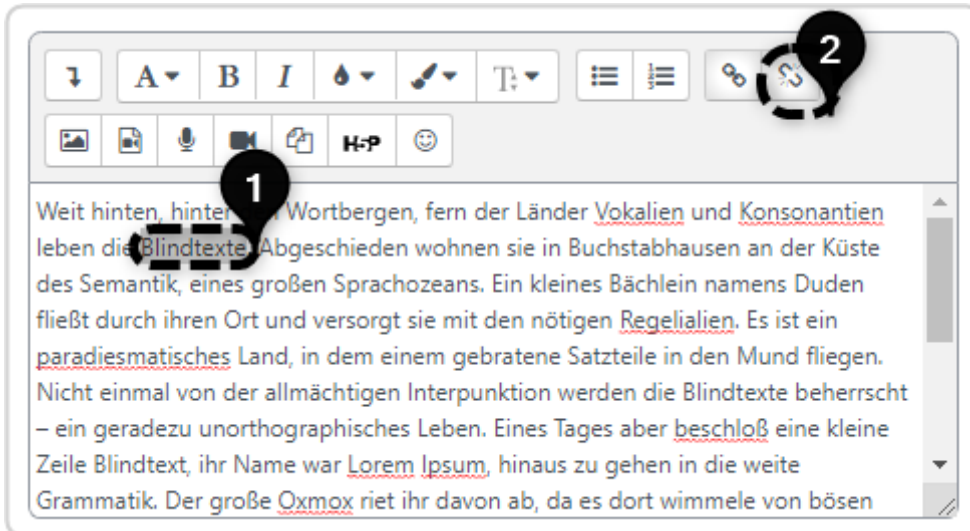 2
A B I T
H5P
1
Weit hinten, hinter Wortbergen, fern der Länder Vokalien und Konsonantien
leben die Blindtexte. Abgeschieden wohnen sie in Buchstabhausen an der Küste
des Semantik, eines großen Sprachozeans. Ein kleines Bächlein namens Duden
fließt durch ihren Ort und versorgt sie mit den nötigen Regelialien. Es ist ein
paradiesmatisches Land, in dem einem gebratene Satzteile in den Mund fliegen.
Nicht einmal von der allmächtigen Interpunktion werden die Blindtexte beherrscht
– ein geradezu unorthographisches Leben. Eines Tages aber beschloß eine kleine
Zeile Blindtext, ihr Name war Lorem Ipsum, hinaus zu gehen in die weite
Grammatik. Der große Oxmox riet ihr davon ab, da es dort wimmele von bösen